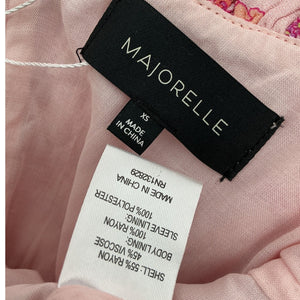 MAJORELLE
XS
MADE
IN CHINA
SHELL: 55% RAYON
45% VISCOSE
BODY LINING: 100% RAYON
SLEEVE LINING:
100% POLYESTER
MADE IN CHINA
RN132829